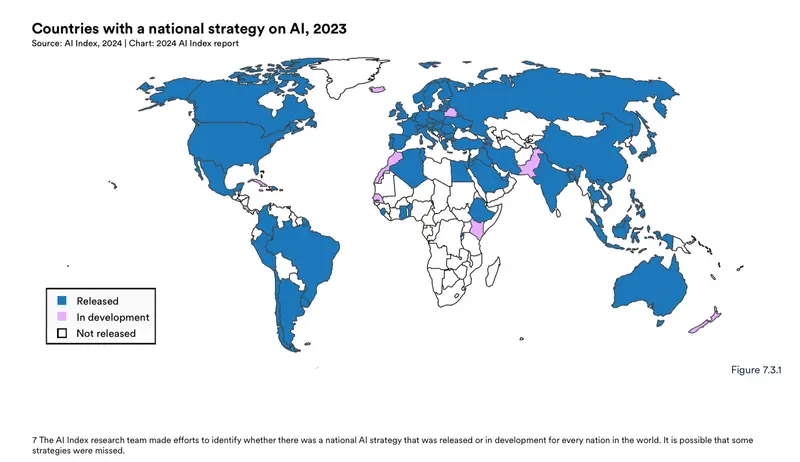 Countries with a national strategy on AI, 2023
Source: AI Index, 2024 | Chart: 2024 AI Index report
Released
In development
Not released
Figure 7.3.1
7 The AI Index research team made efforts to identify whether there was a national AI strategy that was released or in development for every nation in the world. It is possible that some
strategies were missed.